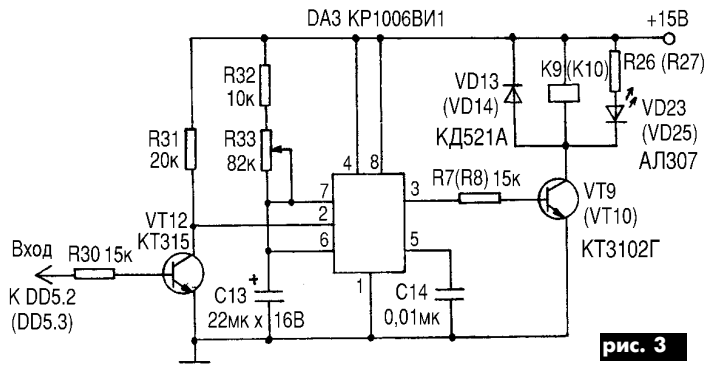 DA3 КР1006ВИ1
+15В
R32
10к
R31
20к
R33
82к
VD13
(VD14)
КД521А
K9 (K10)
R26 (R27)
VD23
(VD25)
АЛ307
4
8
7
2
6
3
5
1
R7(R8) 15к
VT9
(VT10)
КТ3102Г
VT12
КТ315
Вход
R30 15к
К DD5.2
(DD5.3)
+
C13
22мк х 16В
C14
0,01мк
рис. 3